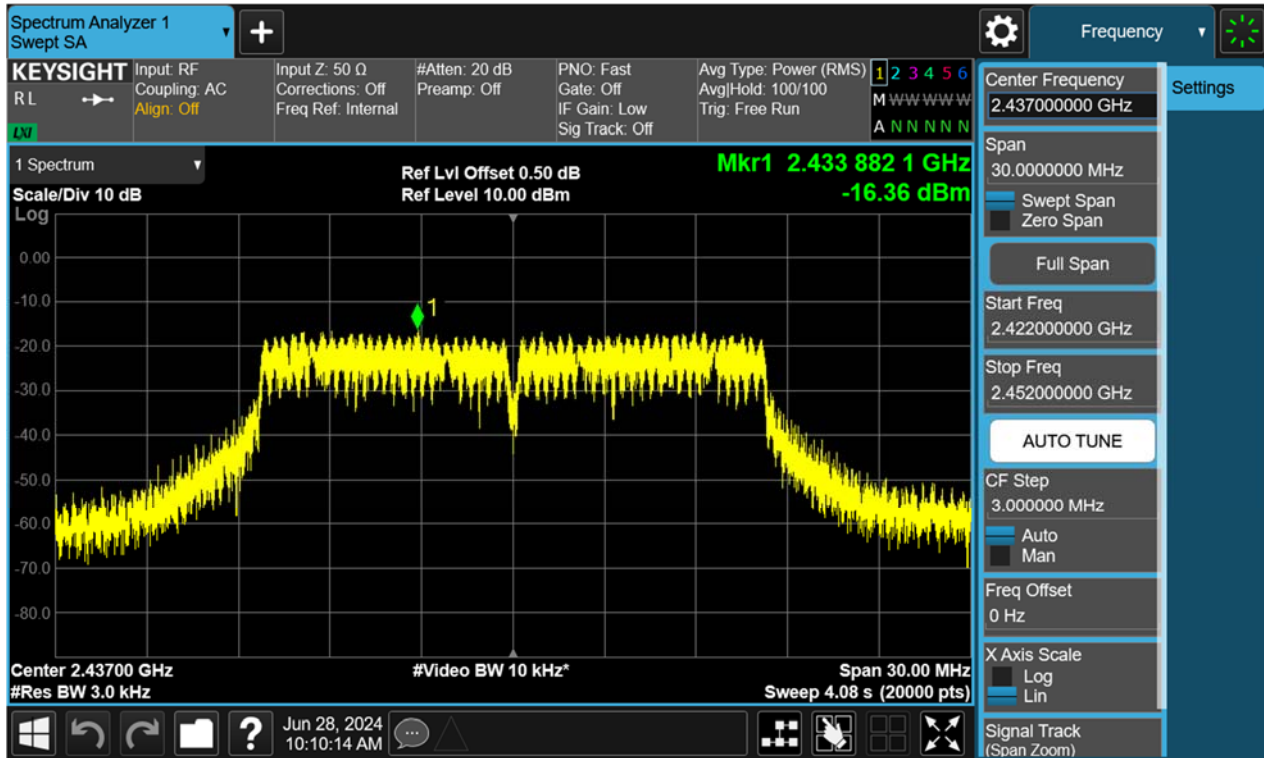 Spectrum Analyzer 1
Swept SA
+
Frequency
KEYSIGHT
R L
LXI
Input: RF
Coupling: AC
Align: Off
Input Z: 50 Ω
Corrections: Off
Freq Ref: Internal
#Atten: 20 dB
Preamp: Off
PNO: Fast
Gate: Off
IF Gain: Low
Sig Track: Off
Avg Type: Power (RMS)
Avg|Hold: 100/100
Trig: Free Run
1 2 3 4 5 6
M W W W W W
A N N N N N
1 Spectrum
Scale/Div 10 dB
Ref Lvl Offset 0.50 dB
Ref Level 10.00 dBm
Mkr1 2.433 882 1 GHz
-16.36 dBm
Log
0.00
-10.0
-20.0
-30.0
-40.0
-50.0
-60.0
-70.0
-80.0
1
Center 2.43700 GHz
#Res BW 3.0 kHz
#Video BW 10 kHz*
Span 30.00 MHz
Sweep 4.08 s (20000 pts)
Center Frequency
2.437000000 GHz
Span
30.0000000 MHz
Swept Span
Zero Span
Full Span
Start Freq
2.422000000 GHz
Stop Freq
2.452000000 GHz
AUTO TUNE
CF Step
3.000000 MHz
Auto
Man
Freq Offset
0 Hz
X Axis Scale
Log
Lin
Signal Track
(Span Zoom)
Settings
?
Jun 28, 2024
10:10:14 AM